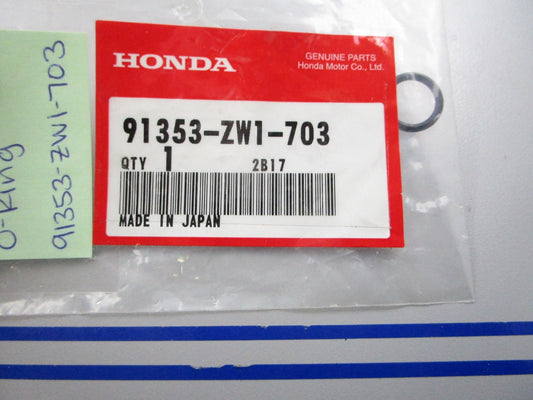 O-Ring
91353-ZW1-703
HONDA
GENUINE PARTS
Honda Motor Co., Ltd.
91353-ZW1-703
QTY 1 2B17
MADE IN JAPAN